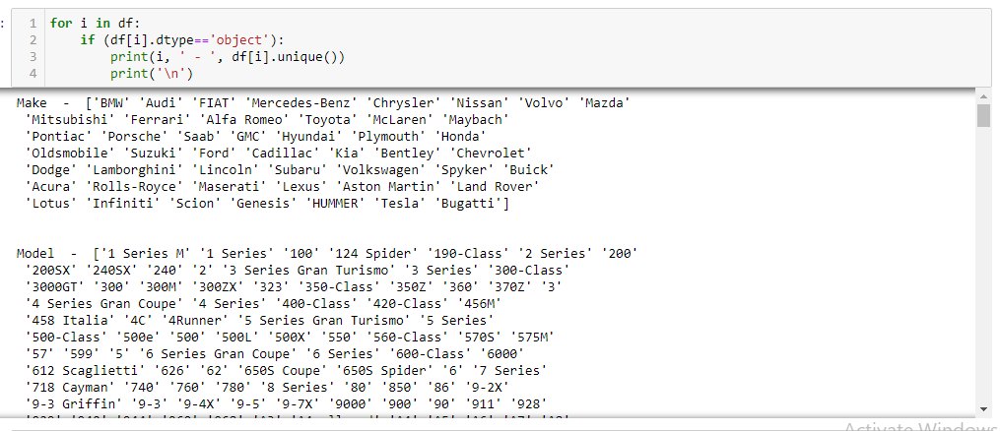 :
1 for i in df:
2     if (df[i].dtype=='object'):
3         print(i, ' - ', df[i].unique())
4         print('\n')
Make  -  ['BMW' 'Audi' 'FIAT' 'Mercedes-Benz' 'Chrysler' 'Nissan' 'Volvo' 'Mazda'
'Mitsubishi' 'Ferrari' 'Alfa Romeo' 'Toyota' 'McLaren' 'Maybach'
'Pontiac' 'Porsche' 'Saab' 'GMC' 'Hyundai' 'Plymouth' 'Honda'
'Oldsmobile' 'Suzuki' 'Ford' 'Cadillac' 'Kia' 'Bentley' 'Chevrolet'
'Dodge' 'Lamborghini' 'Lincoln' 'Subaru' 'Volkswagen' 'Spyker' 'Buick'
'Acura' 'Rolls-Royce' 'Maserati' 'Lexus' 'Aston Martin' 'Land Rover'
'Lotus' 'Infiniti' 'Scion' 'Genesis' 'HUMMER' 'Tesla' 'Bugatti']
Model  -  ['1 Series M' '1 Series' '100' '124 Spider' '190-Class' '2 Series' '200'
'200SX' '240SX' '240' '2' '3 Series Gran Turismo' '3 Series' '300-Class'
'3000GT' '300' '300M' '300ZX' '323' '350-Class' '350Z' '360' '370Z' '3'
'4 Series Gran Coupe' '4 Series' '400-Class' '420-Class' '456M'
'458 Italia' '4C' '4Runner' '5 Series Gran Turismo' '5 Series'
'500-Class' '500e' '500' '500L' '500X' '550' '560-Class' '570S' '575M'
'57' '599' '5' '6 Series Gran Coupe' '6 Series' '600-Class' '6000'
'612 Scaglietti' '626' '62' '650S Coupe' '650S Spider' '6' '7 Series'
'718 Cayman' '740' '760' '780' '8 Series' '80' '850' '86' '9-2X'
'9-3 Griffin' '9-3' '9-4X' '9-5' '9-7X' '9000' '900' '90' '911' '928'
Activate Windows